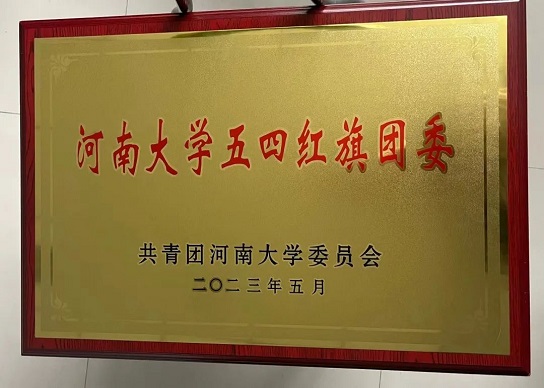 河南大学五四红旗团委
共青团河南大学委员会
二〇二三年五月